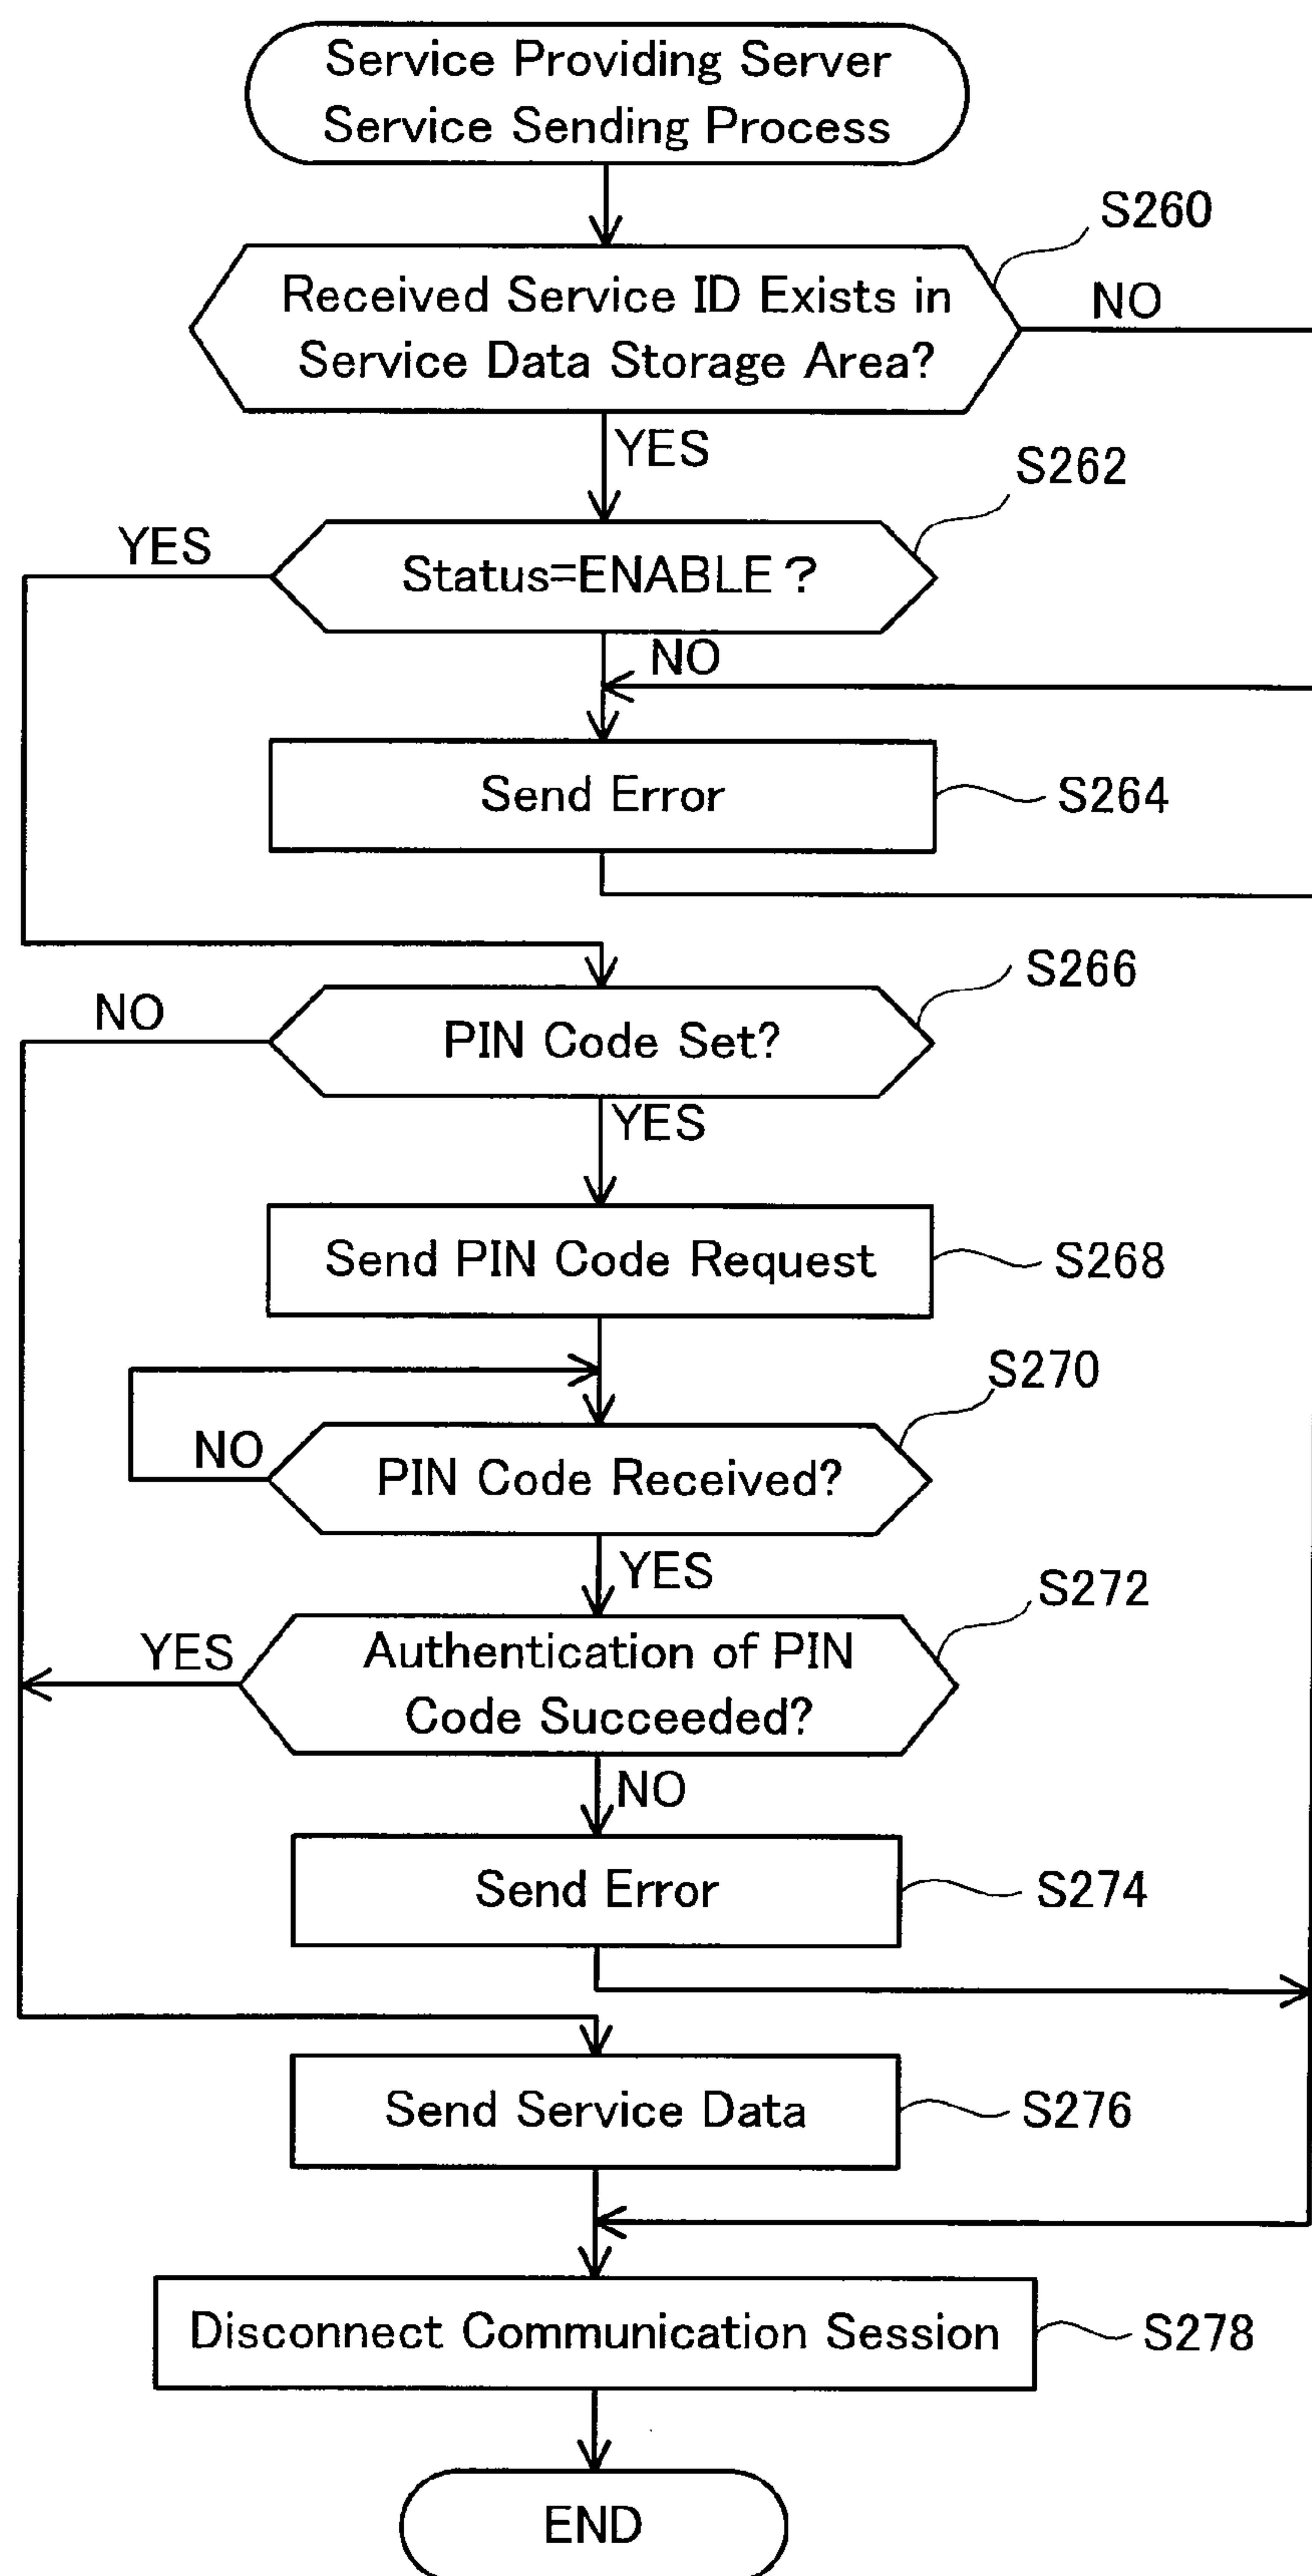 Service Providing Server
Service Sending Process
S260
Received Service ID Exists in
Service Data Storage Area?
NO
YES
S262
YES
Status=ENABLE?
NO
Send Error
S264
S266
NO
PIN Code Set?
YES
Send PIN Code Request
S268
S270
NO
PIN Code Received?
YES
S272
YES
Authentication of PIN
Code Succeeded?
NO
Send Error
S274
Send Service Data
S276
Disconnect Communication Session
S278
END